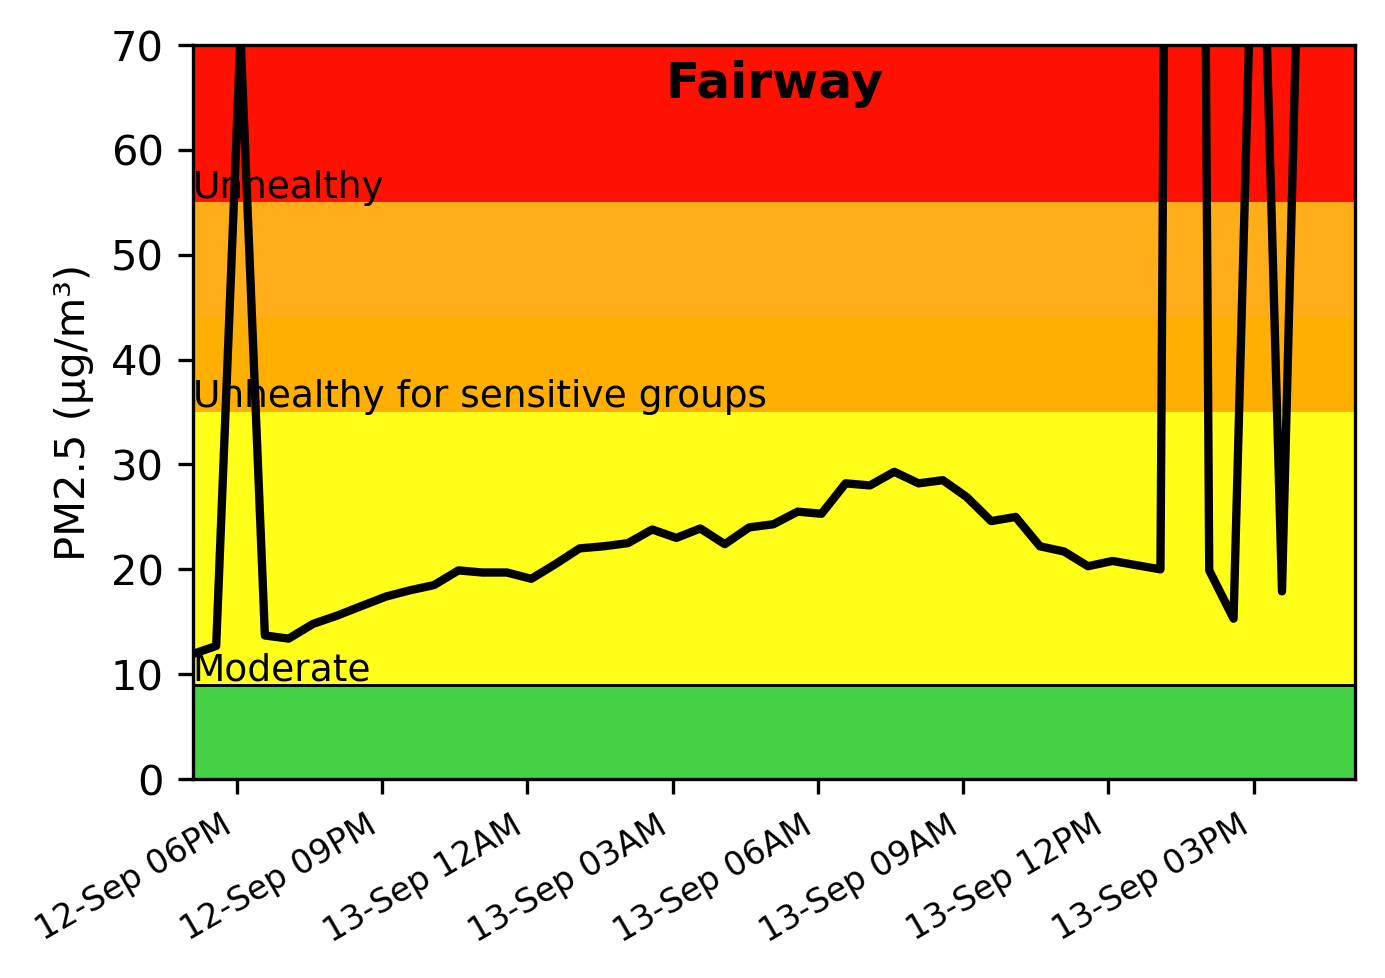 Fairway
PM2.5 (µg/m³)
70
60
50
40
30
20
10
0
Unhealthy
Unhealthy for sensitive groups
Moderate
12-Sep 06PM
12-Sep 09PM
13-Sep 12AM
13-Sep 03AM
13-Sep 06AM
13-Sep 09AM
13-Sep 12PM
13-Sep 03PM